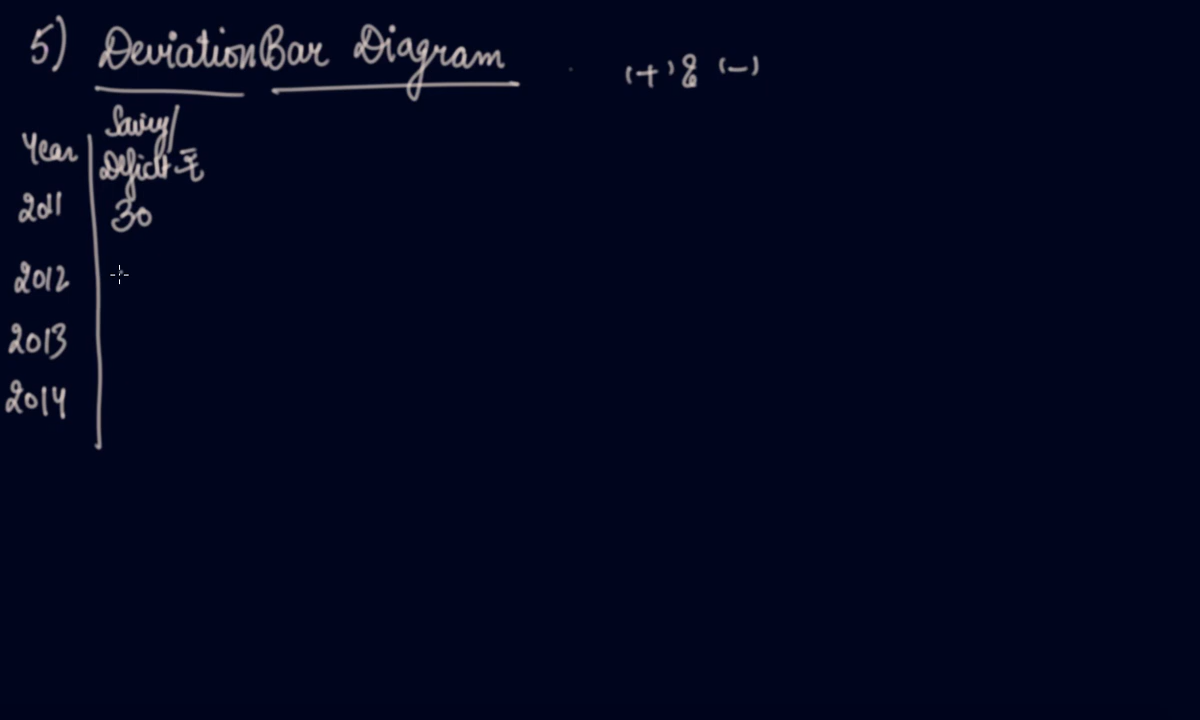 5) Deviation Bar Diagram (+) & (-)
Year Saving/
Deficit ₹
2011 30
2012
2013
2014